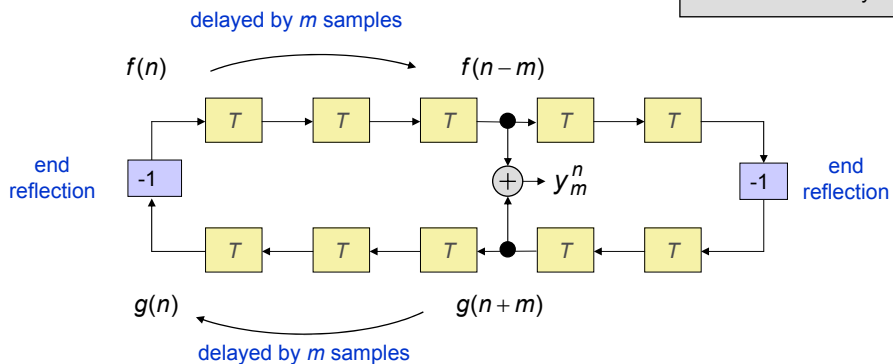 delayed by m samples
f(n)
f(n−m)
T T T T T
end reflection
-1
+
y_m^n
-1
end reflection
T T T T T
g(n)
g(n+m)
delayed by m samples